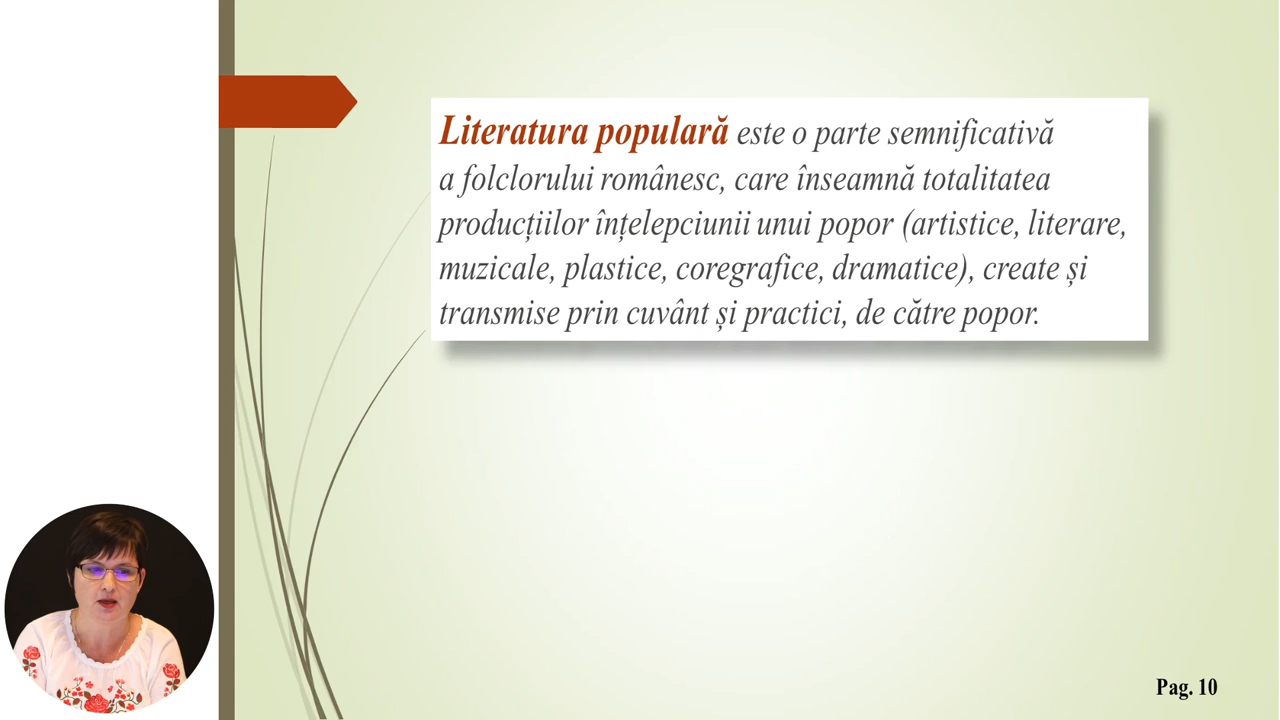 Literatura populară este o parte semnificativă
a folclorului românesc, care înseamnă totalitatea
producțiilor înțelepciunii unui popor (artistice, literare,
muzicale, plastice, coregrafice, dramatice), create și
transmise prin cuvânt și practici, de către popor.
Pag. 10